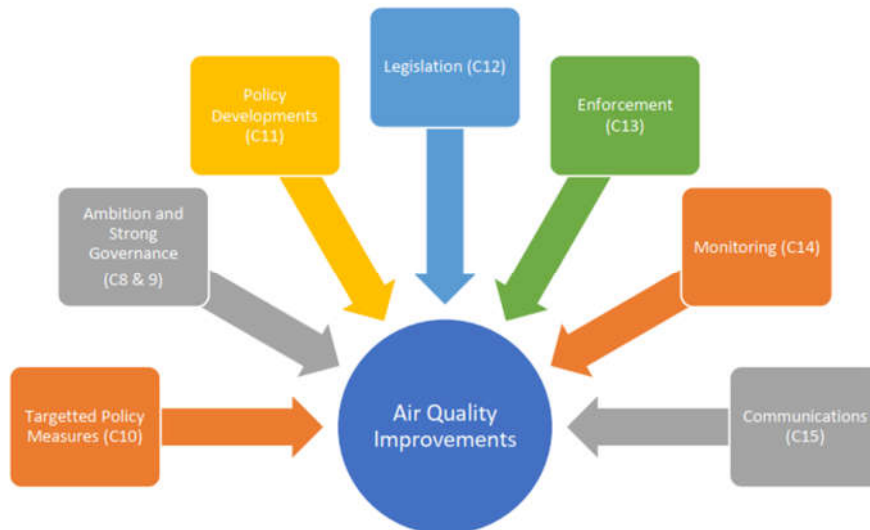 Legislation (C12)
Policy
Developments
(C11)
Enforcement
(C13)
Ambition and
Strong
Governance
(C8 & 9)
Monitoring (C14)
Targetted Policy
Measures (C10)
Air Quality
Improvements
Communications
(C15)